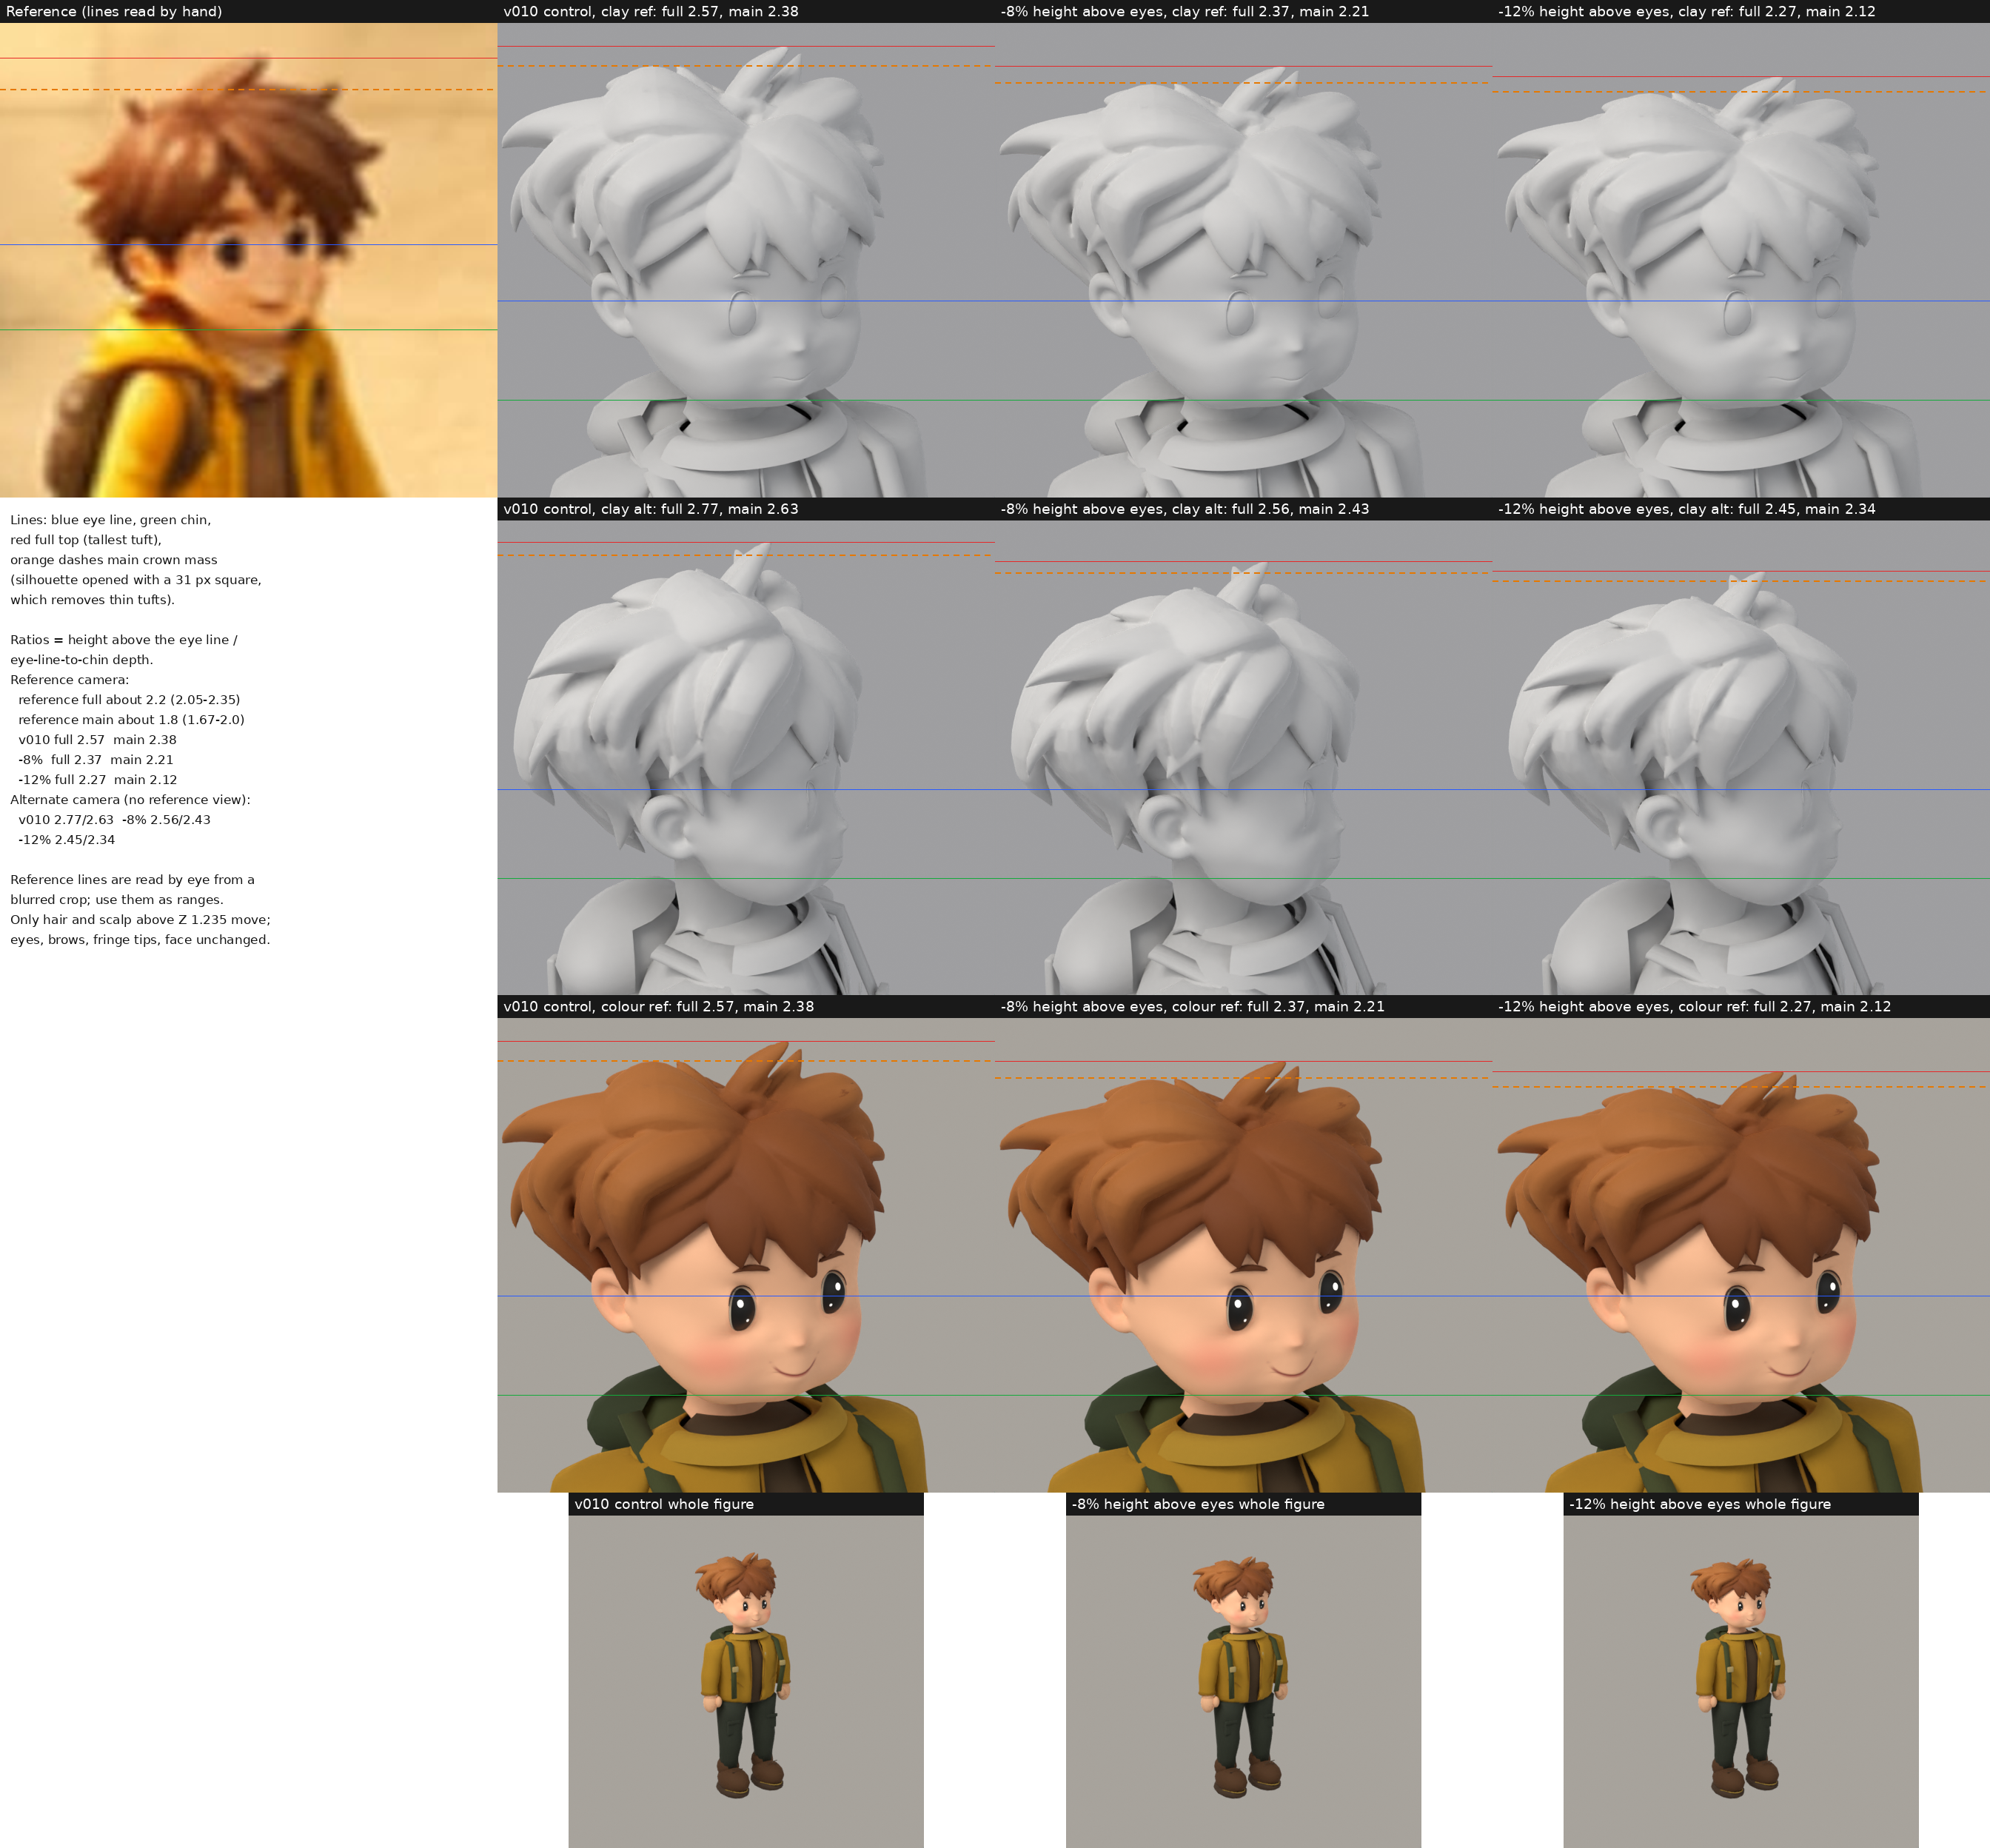 Reference (lines read by hand)
v010 control, clay ref: full 2.57, main 2.38
-8% height above eyes, clay ref: full 2.37, main 2.21
-12% height above eyes, clay ref: full 2.27, main 2.12
Lines: blue eye line, green chin,
red full top (tallest tuft),
orange dashes main crown mass
(silhouette opened with a 31 px square,
which removes thin tufts).
Ratios = height above the eye line /
eye-line-to-chin depth.
Reference camera:
reference full about 2.2 (2.05-2.35)
reference main about 1.8 (1.67-2.0)
v010 full 2.57 main 2.38
-8% full 2.37 main 2.21
-12% full 2.27 main 2.12
Alternate camera (no reference view):
v010 2.77/2.63 -8% 2.56/2.43
-12% 2.45/2.34
Reference lines are read by eye from a
blurred crop; use them as ranges.
Only hair and scalp above Z 1.235 move;
eyes, brows, fringe tips, face unchanged.
v010 control, clay alt: full 2.77, main 2.63
-8% height above eyes, clay alt: full 2.56, main 2.43
-12% height above eyes, clay alt: full 2.45, main 2.34
v010 control, colour ref: full 2.57, main 2.38
-8% height above eyes, colour ref: full 2.37, main 2.21
-12% height above eyes, colour ref: full 2.27, main 2.12
v010 control whole figure
-8% height above eyes whole figure
-12% height above eyes whole figure